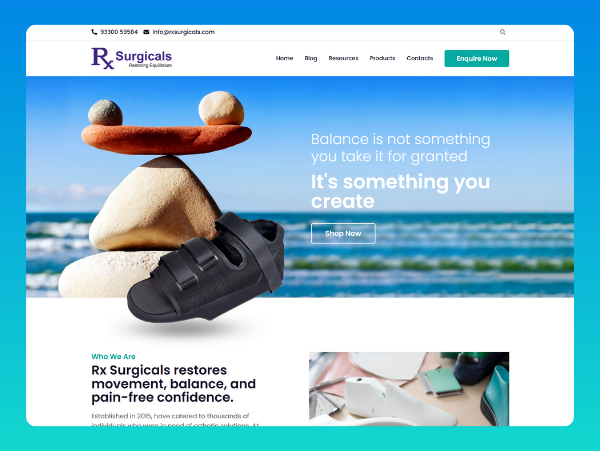 93300 59584 info@rxsurgicals.com
Rx Surgicals
Restoring Equilibrium
Home Blog Resources Products Contacts Enquire Now
Balance is not something
you take it for granted
It's something you
create
Shop Now
Who We Are
Rx Surgicals restores
movement, balance, and
pain-free confidence.
Established in 2015, have catered to thousands of
individuals who were in need of orthotic solutions. At